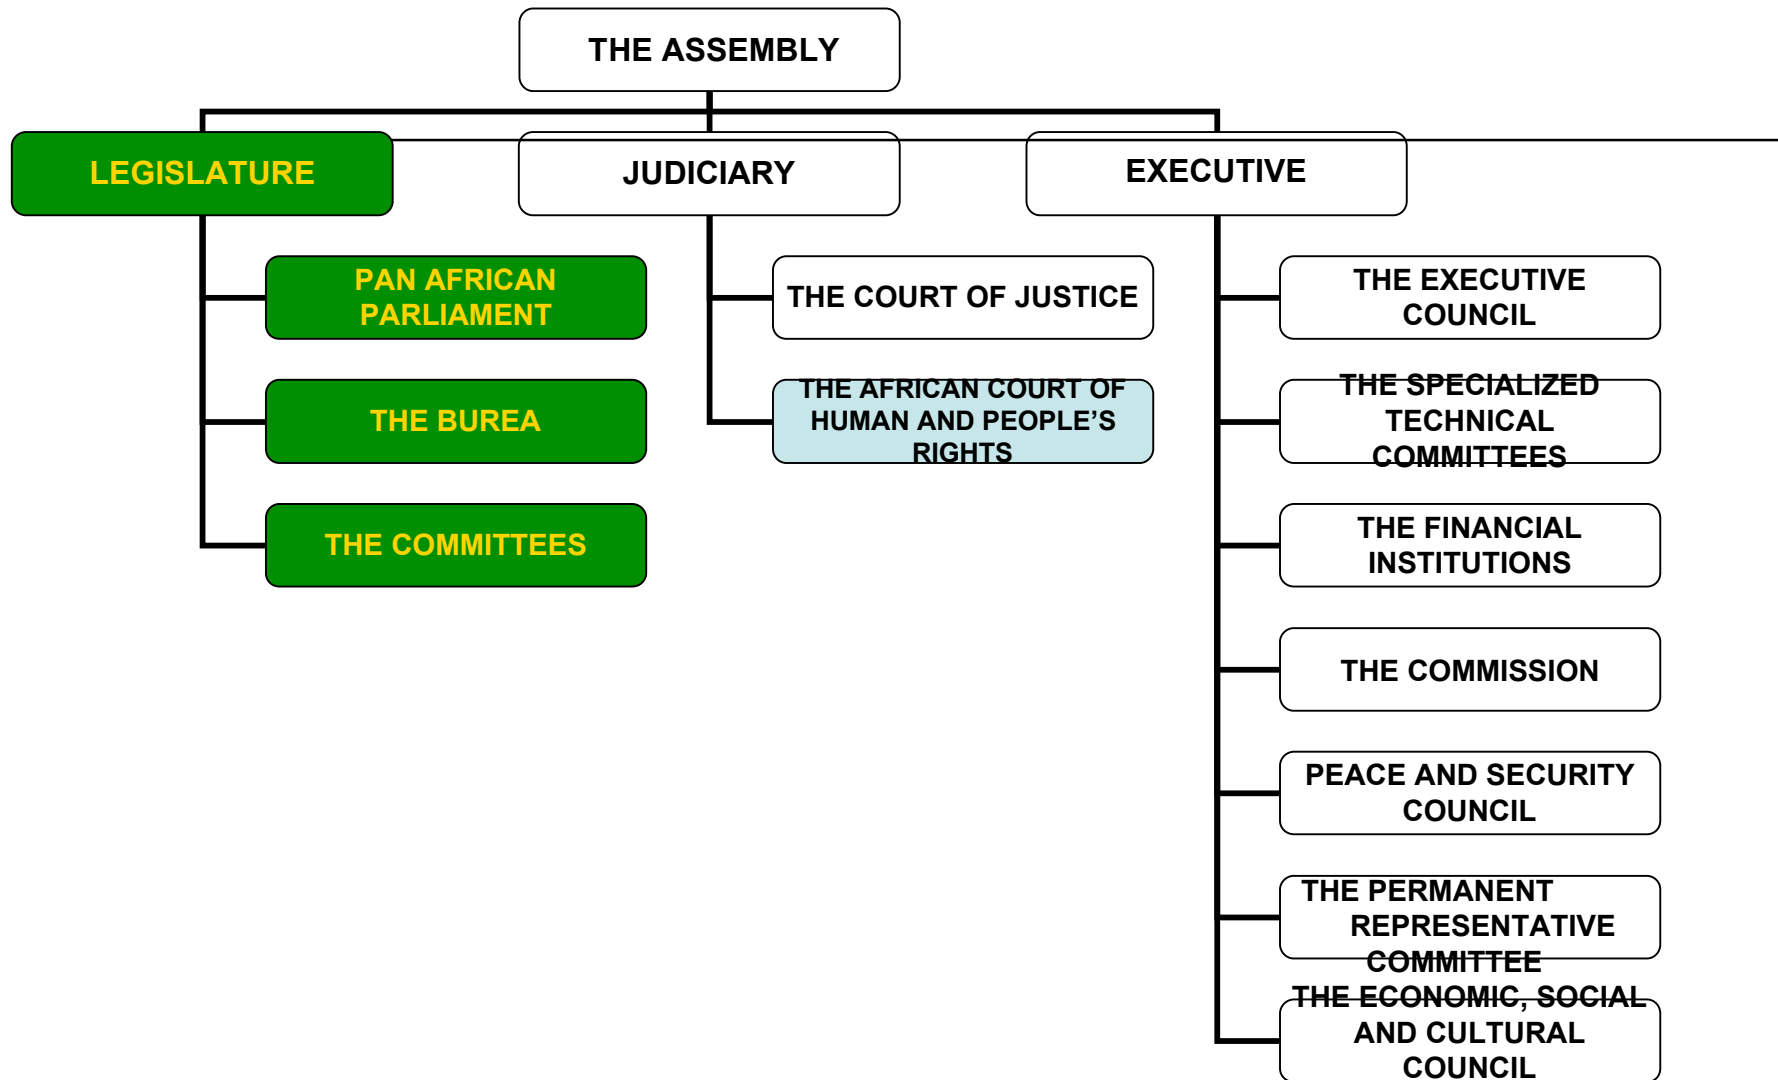 THE ASSEMBLY
LEGISLATURE
JUDICIARY
EXECUTIVE
PAN AFRICAN
PARLIAMENT
THE BUREA
THE COMMITTEES
THE COURT OF JUSTICE
THE AFRICAN COURT OF
HUMAN AND PEOPLE’S
RIGHTS
THE EXECUTIVE
COUNCIL
THE SPECIALIZED
TECHNICAL
COMMITTEES
THE FINANCIAL
INSTITUTIONS
THE COMMISSION
PEACE AND SECURITY
COUNCIL
THE PERMANENT
REPRESENTATIVE
COMMITTEE
THE ECONOMIC, SOCIAL
AND CULTURAL
COUNCIL